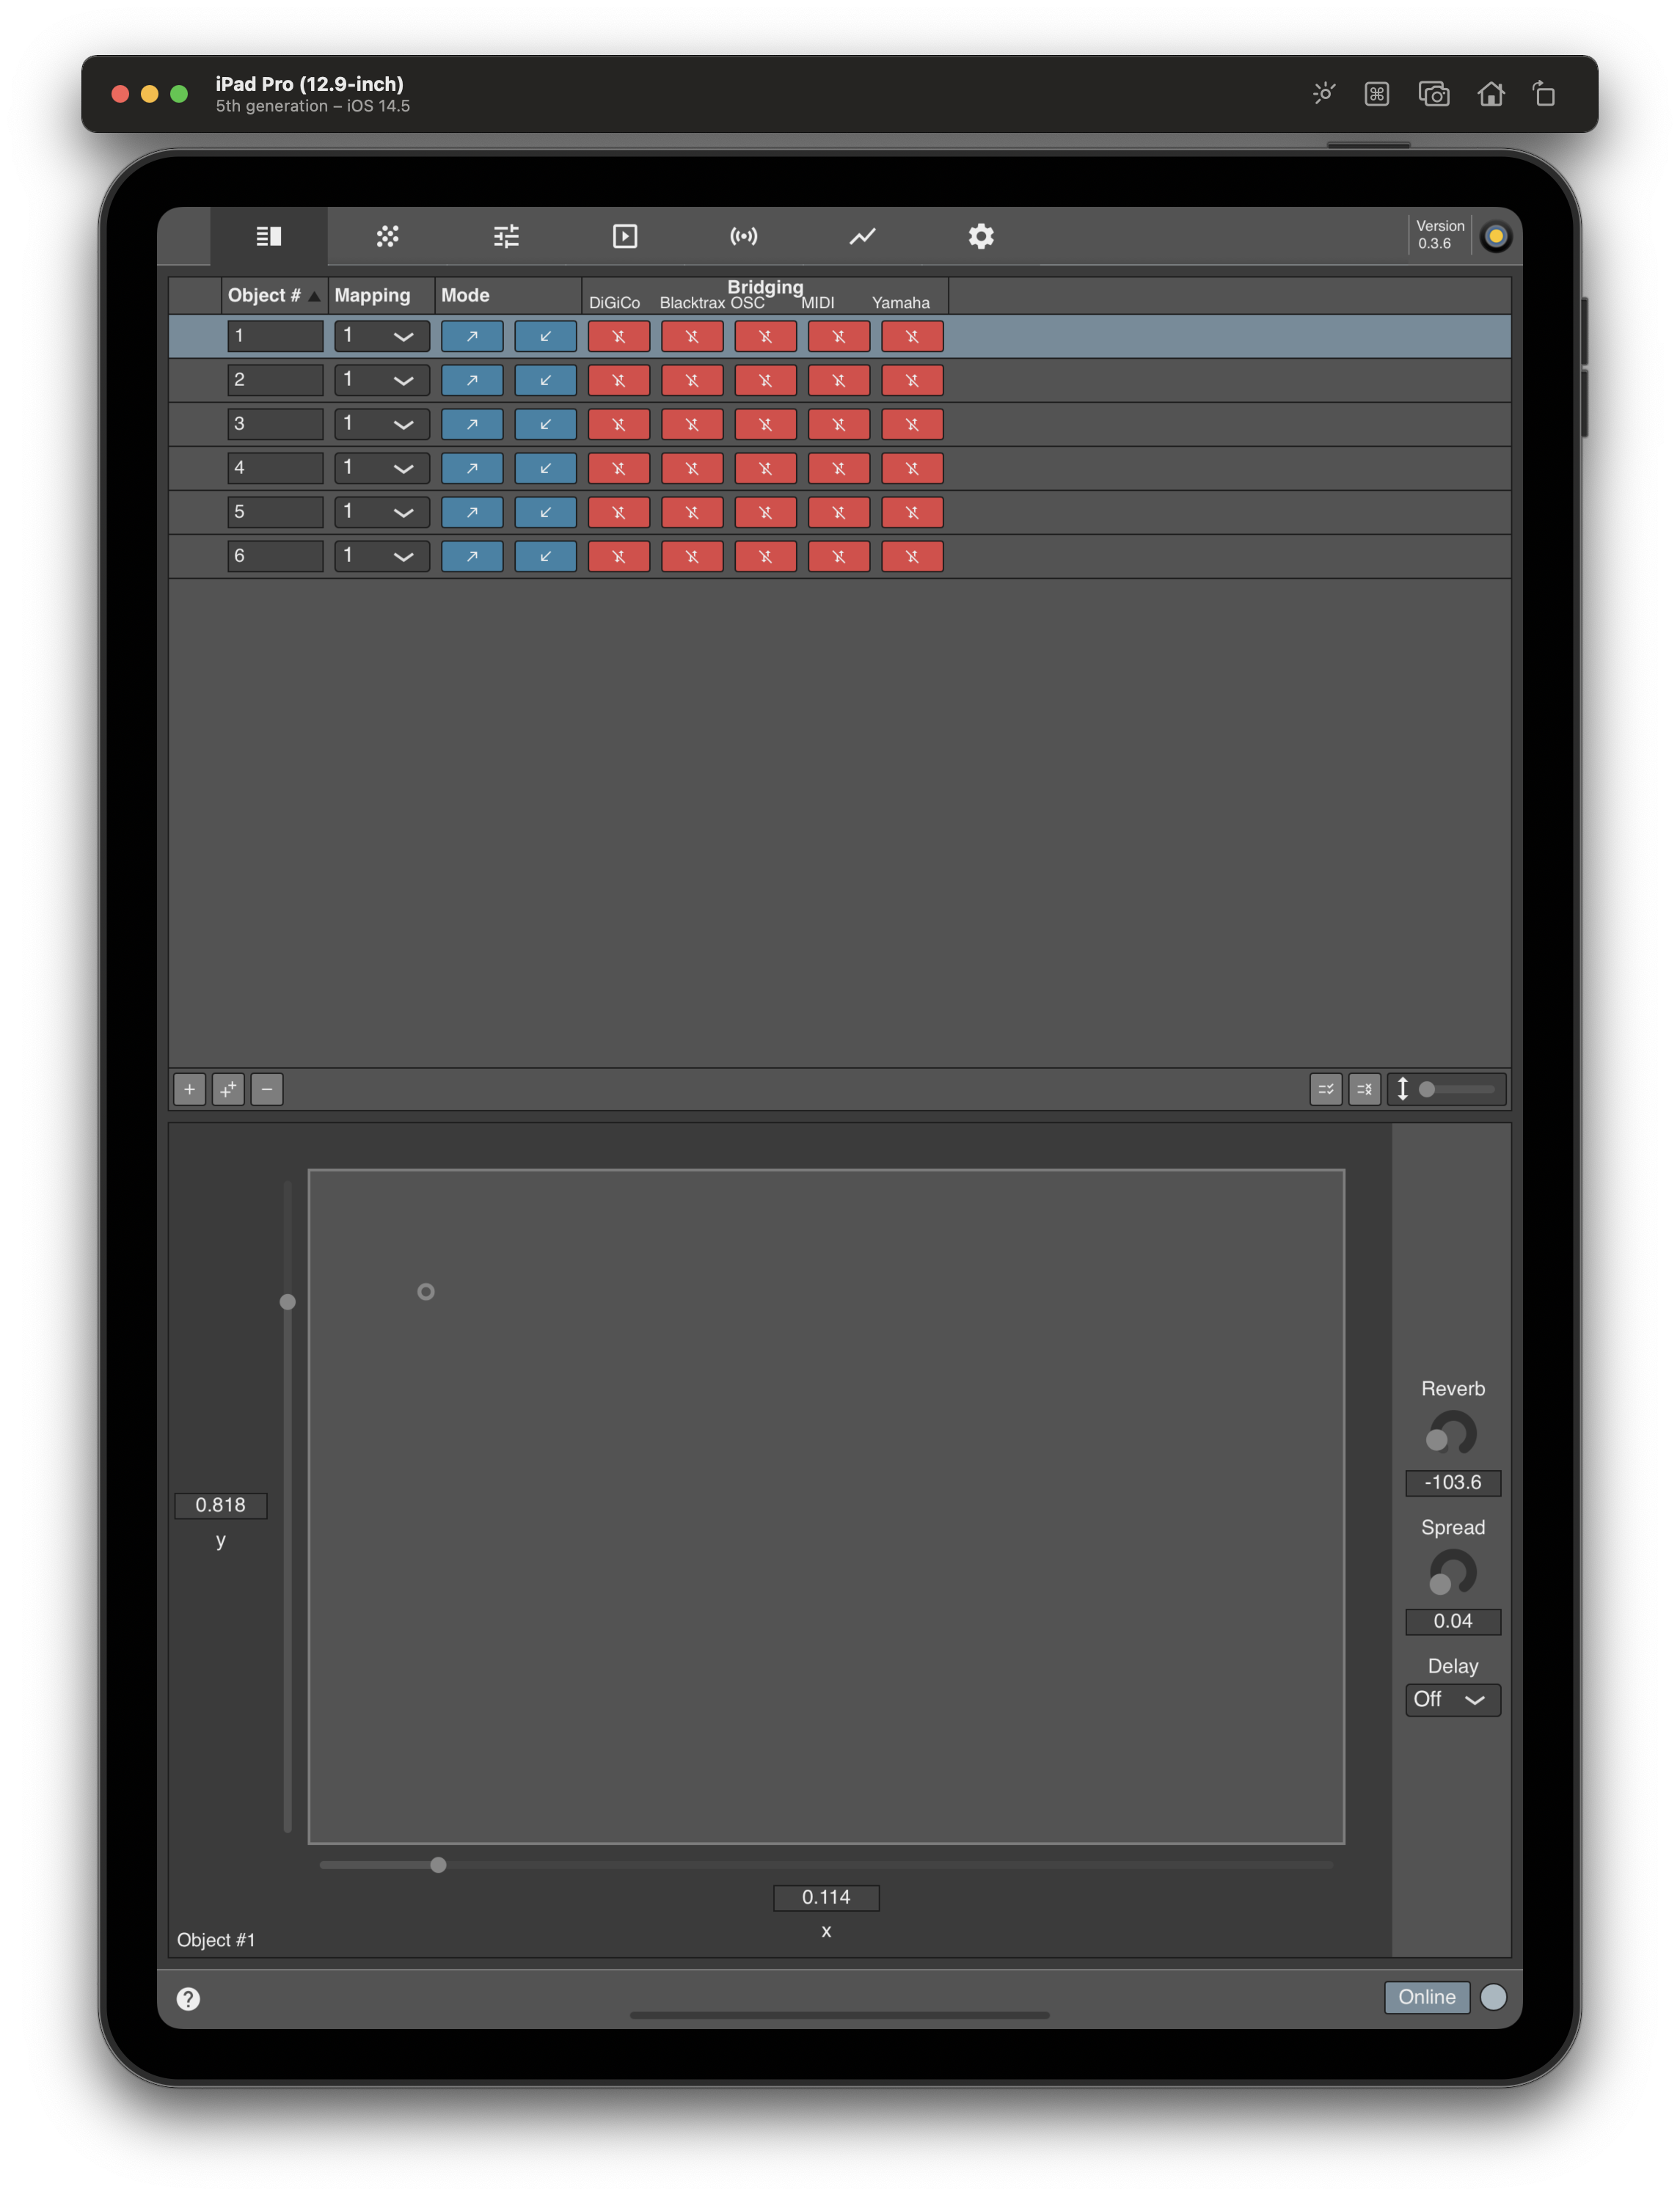 iPad Pro (12.9-inch)
5th generation – iOS 14.5
Version
0.3.6
Object # Mapping Mode Bridging
DiGiCo Blacktrax OSC MIDI Yamaha
1 1
2 1
3 1
4 1
5 1
6 1
Reverb
-103.6
0.818
y
Spread
0.04
Delay
Off
0.114
x
Object #1
Online